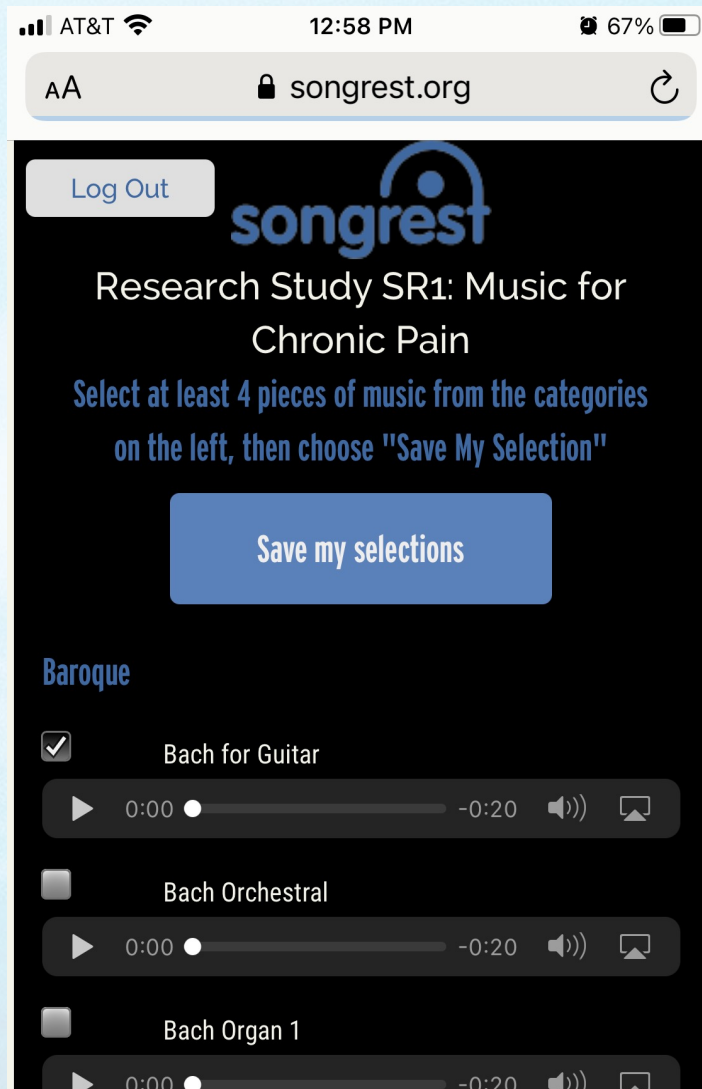 AT&T 12:58 PM 67%
AA songrest.org
Log Out
songrest
Research Study SR1: Music for
Chronic Pain
Select at least 4 pieces of music from the categories
on the left, then choose "Save My Selection"
Save my selections
Baroque
Bach for Guitar
0:00 -0:20
Bach Orchestral
0:00 -0:20
Bach Organ 1
0:00 -0:20